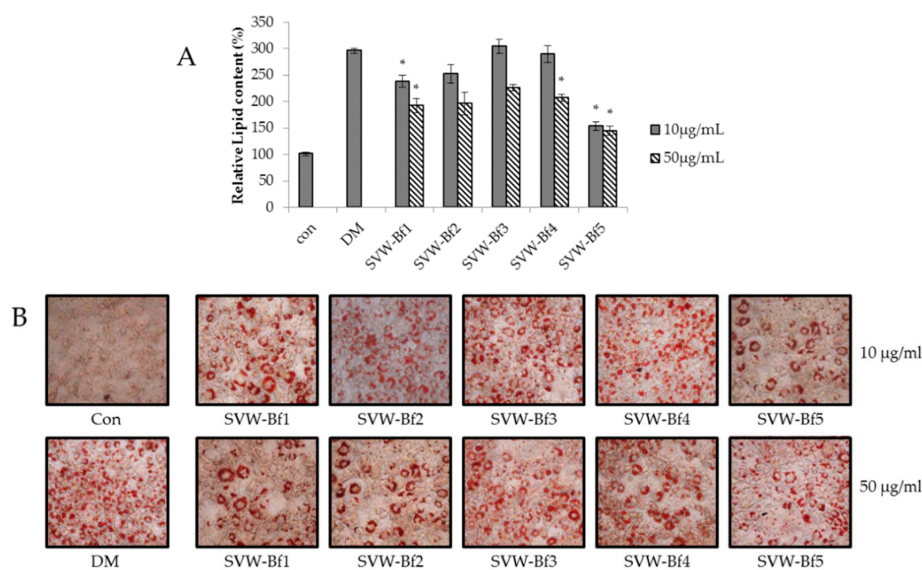 A
Relative Lipid content (%)
350
300
250
200
150
100
50
0
* * * * *
con DM SVW-Bf1 SVW-Bf2 SVW-Bf3 SVW-Bf4 SVW-Bf5
10µg/mL
50µg/mL
B
10 µg/ml
Con SVW-Bf1 SVW-Bf2 SVW-Bf3 SVW-Bf4 SVW-Bf5
50 µg/ml
DM SVW-Bf1 SVW-Bf2 SVW-Bf3 SVW-Bf4 SVW-Bf5